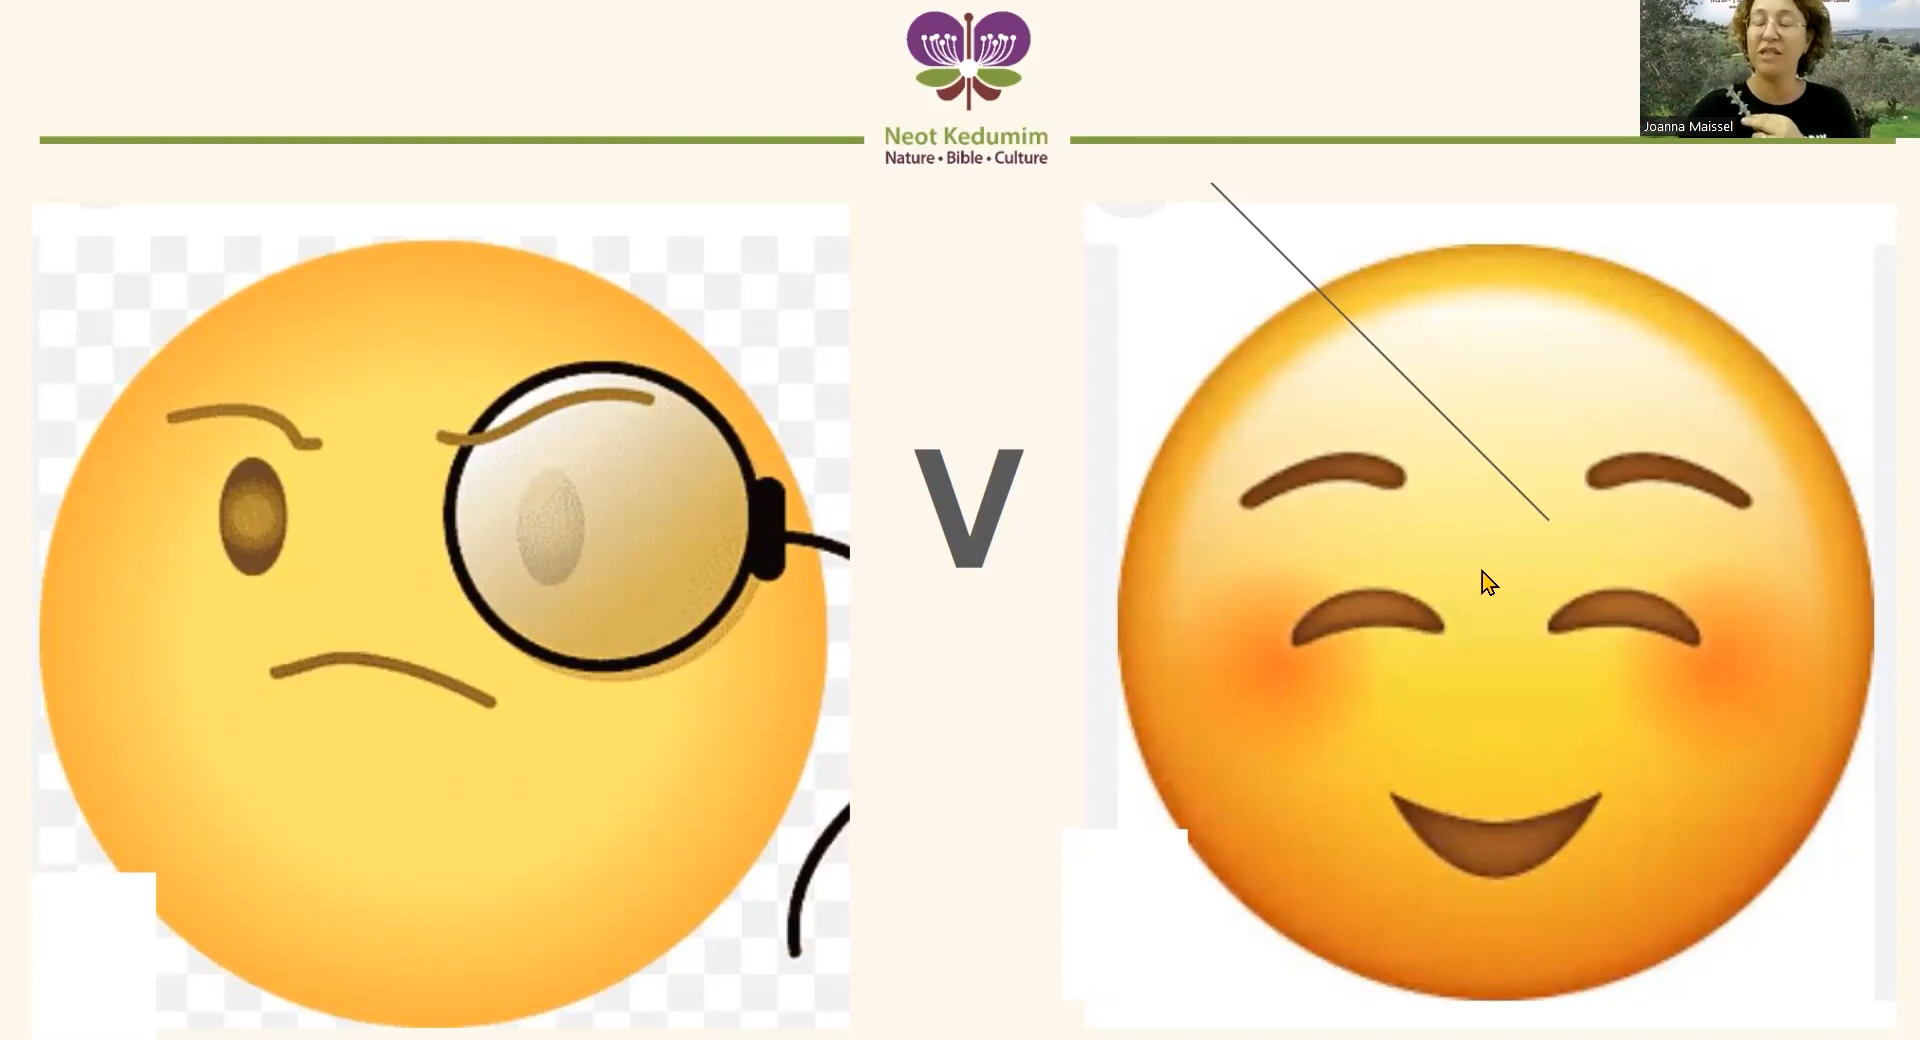 Neot Kedumim
Nature • Bible • Culture
Joanna Maissel
V